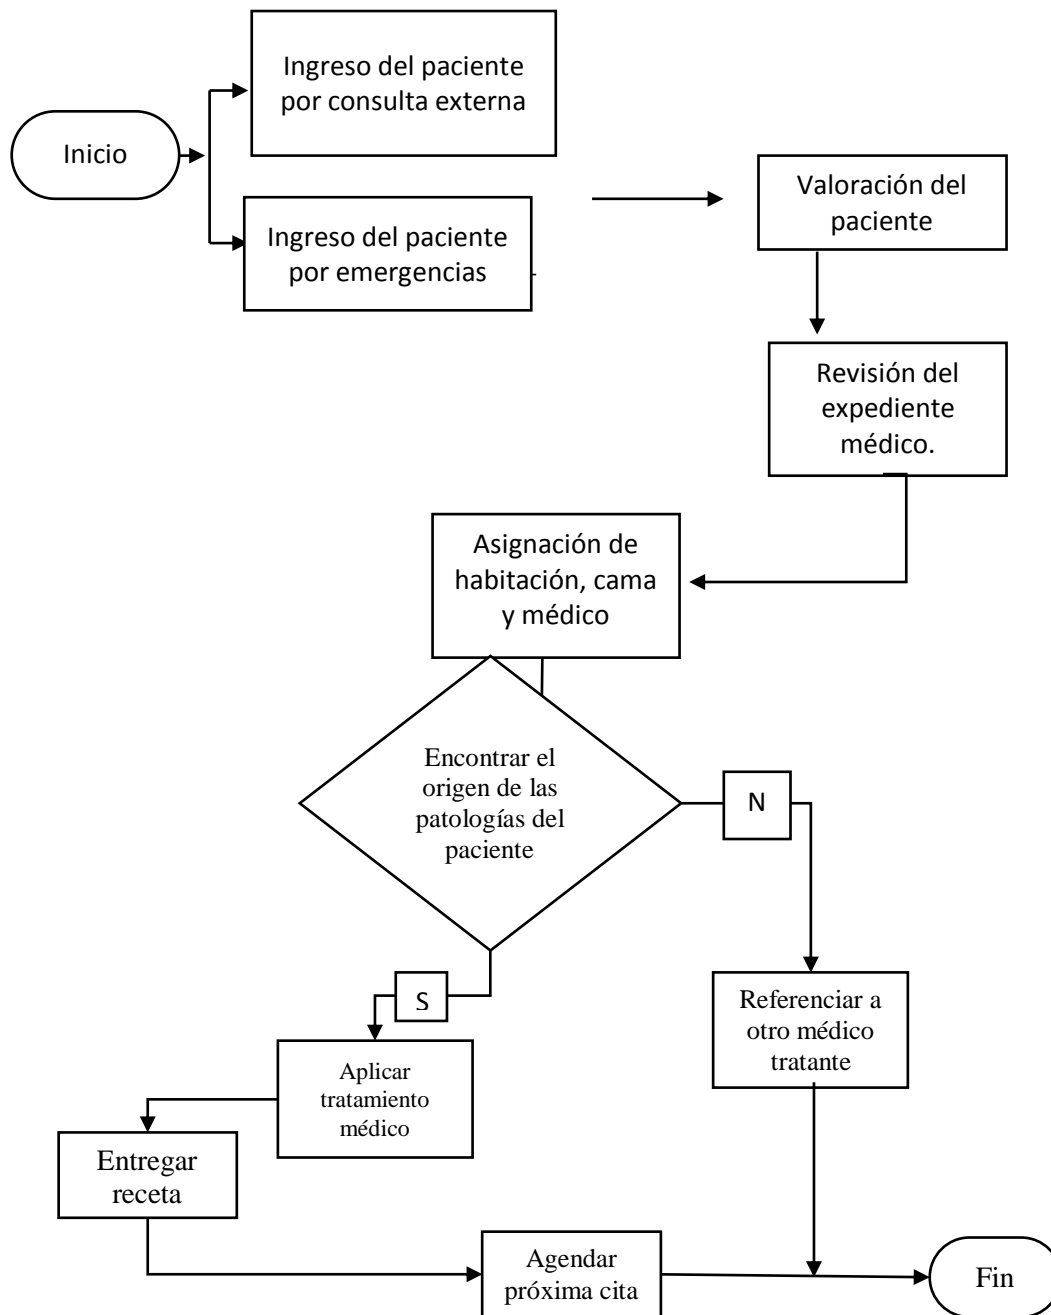 Ingreso del paciente
por consulta externa
Inicio
Ingreso del paciente
por emergencias
Valoración del
paciente
Revisión del
expediente
médico.
Asignación de
habitación, cama
y médico
Encontrar el
origen de las
patologías del
paciente
N
S
Referenciar a
otro médico
tratante
Aplicar
tratamiento
médico
Entregar
receta
Agendar
próxima cita
Fin